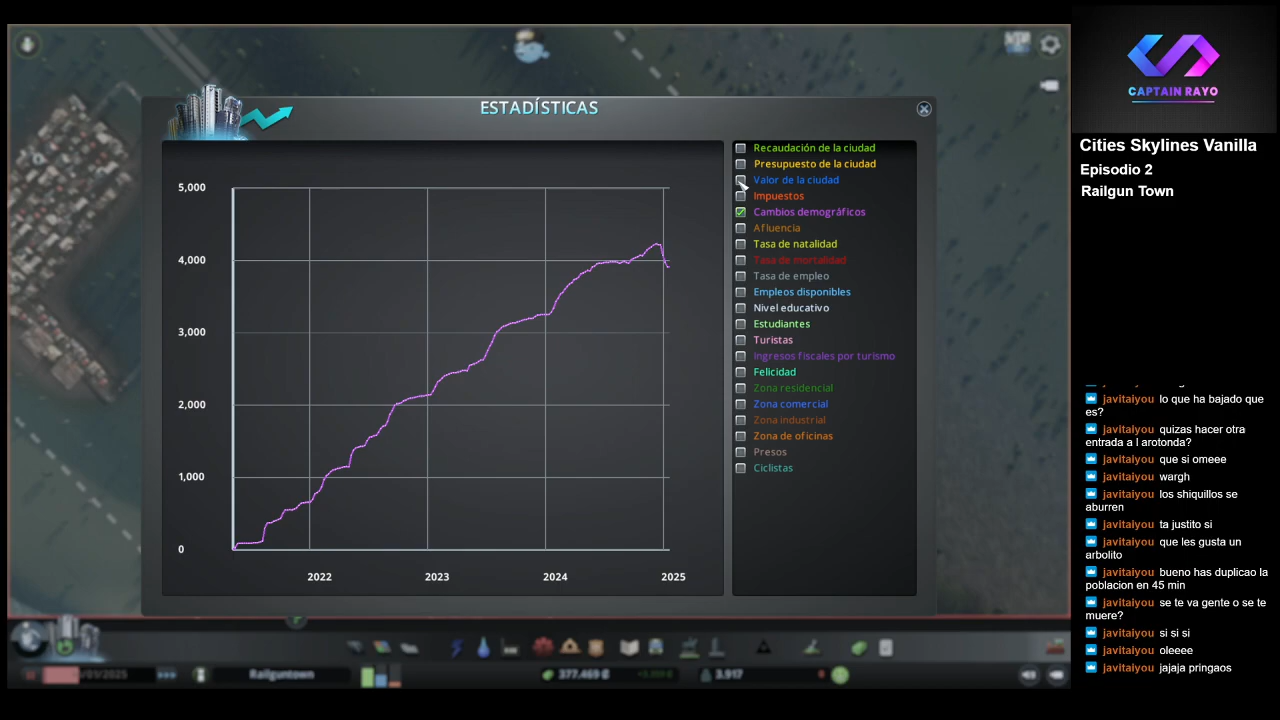 ESTADÍSTICAS
5,000
4,000
3,000
2,000
1,000
0
2022
2023
2024
2025
Recaudación de la ciudad
Presupuesto de la ciudad
Valor de la ciudad
Impuestos
Cambios demográficos
Afluencia
Tasa de natalidad
Tasa de mortalidad
Tasa de empleo
Empleos disponibles
Nivel educativo
Estudiantes
Turistas
Ingresos fiscales por turismo
Felicidad
Zona residencial
Zona comercial
Zona industrial
Zona de oficinas
Presos
Ciclistas
/01/2025
Railguntown
377.469 ₡
3.917
CAPTAIN RAYO
Cities Skylines Vanilla
Episodio 2
Railgun Town
javitaiyou lo que ha bajado que
es?
javitaiyou quizas hacer otra
entrada a l arotonda?
javitaiyou que si omeee
javitaiyou wargh
javitaiyou los shiquillos se
aburren
javitaiyou ta justito si
javitaiyou que les gusta un
arbolito
javitaiyou bueno has duplicao la
poblacion en 45 min
javitaiyou se te va gente o se te
muere?
javitaiyou si si si
javitaiyou oleeee
javitaiyou jajaja pringaos